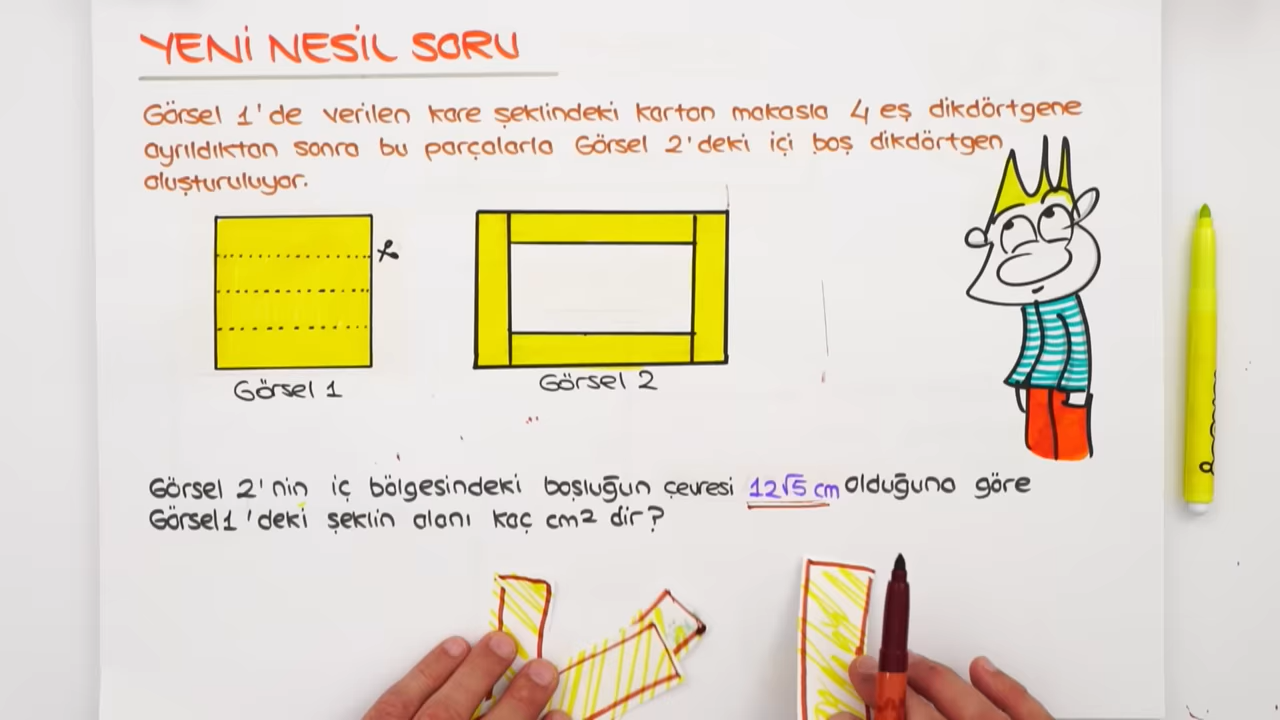 YENİ NESİL SORU
Görsel 1'de verilen kare şeklindeki karton makasla 4 eş dikdörtgene
ayrıldıktan sonra bu parçalarla Görsel 2'deki içi boş dikdörtgen
oluşturuluyor.
Görsel 1
Görsel 2
Görsel 2'nin iç bölgesindeki boşluğun çevresi 12√5 cm olduğuna göre
Görsel1'deki şeklin alanı kaç cm2 dir?